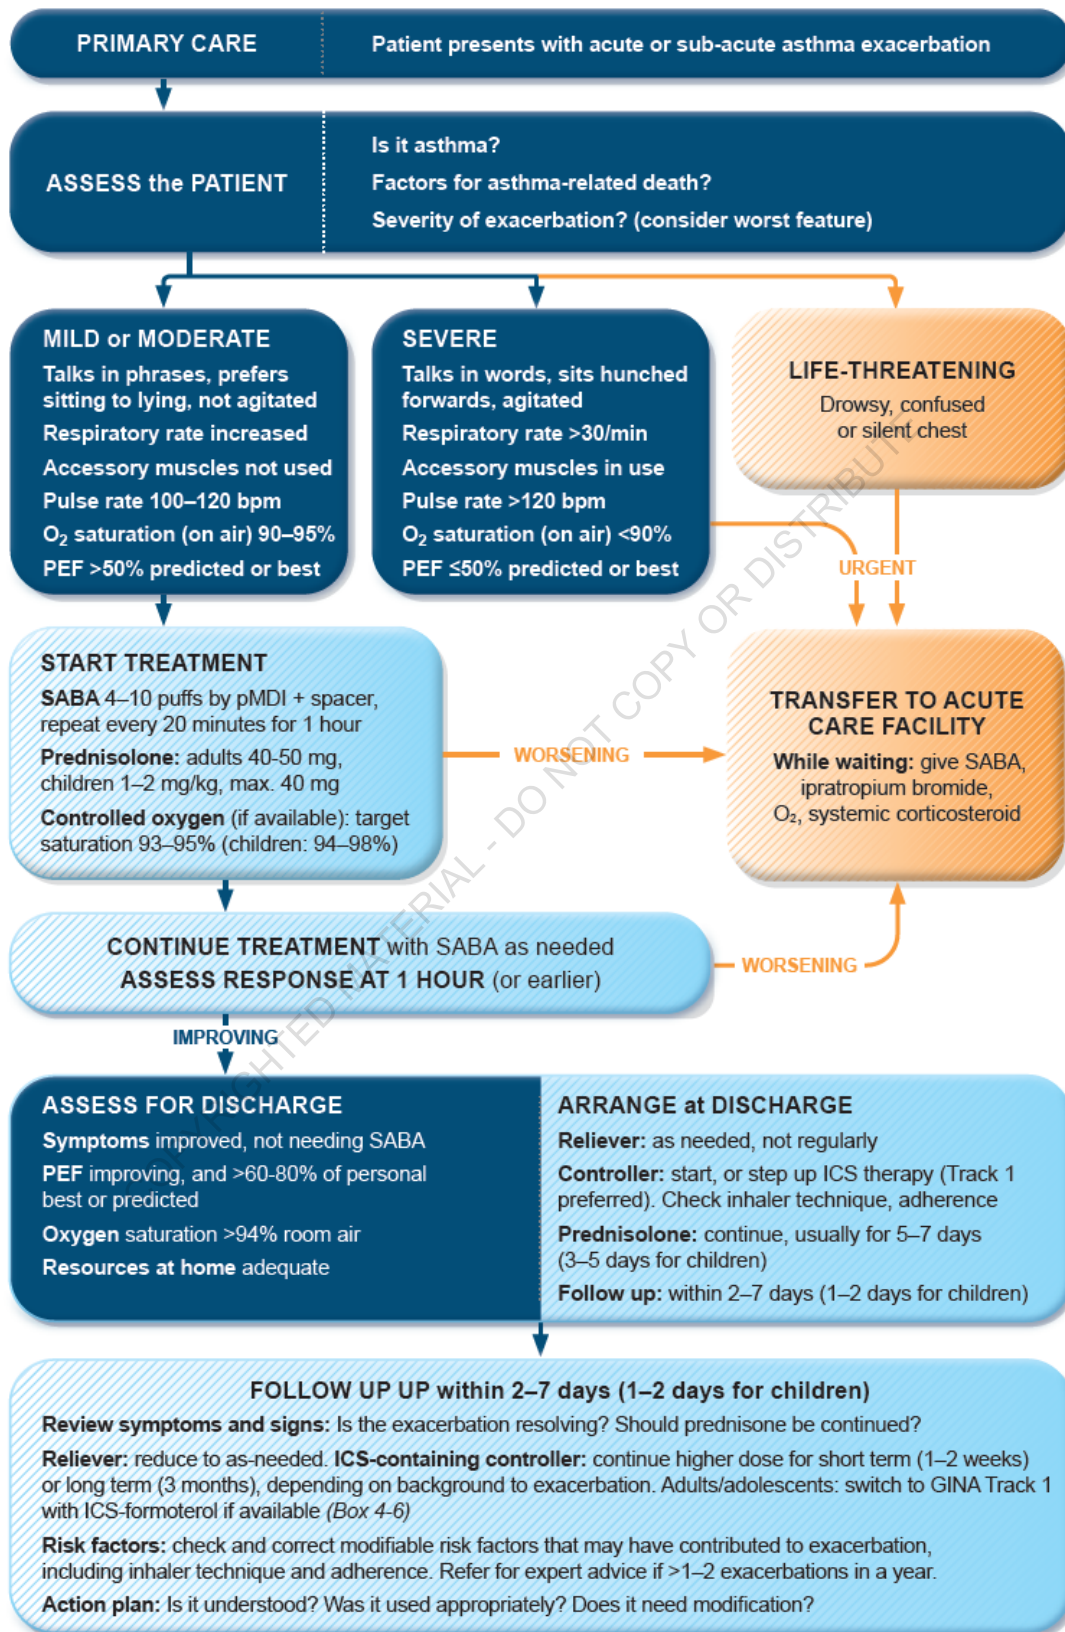 PRIMARY CARE
Patient presents with acute or sub-acute asthma exacerbation
ASSESS the PATIENT
Is it asthma?
Factors for asthma-related death?
Severity of exacerbation? (consider worst feature)
MILD or MODERATE
Talks in phrases, prefers
sitting to lying, not agitated
Respiratory rate increased
Accessory muscles not used
Pulse rate 100–120 bpm
O₂ saturation (on air) 90–95%
PEF >50% predicted or best
SEVERE
Talks in words, sits hunched
forwards, agitated
Respiratory rate >30/min
Accessory muscles in use
Pulse rate >120 bpm
O₂ saturation (on air) <90%
PEF ≤50% predicted or best
LIFE-THREATENING
Drowsy, confused
or silent chest
URGENT
START TREATMENT
SABA 4–10 puffs by pMDI + spacer,
repeat every 20 minutes for 1 hour
Prednisolone: adults 40-50 mg,
children 1–2 mg/kg, max. 40 mg
Controlled oxygen (if available): target
saturation 93–95% (children: 94–98%)
WORSENING
TRANSFER TO ACUTE
CARE FACILITY
While waiting: give SABA,
ipratropium bromide,
O₂, systemic corticosteroid
CONTINUE TREATMENT with SABA as needed
ASSESS RESPONSE AT 1 HOUR (or earlier)
WORSENING
IMPROVING
ASSESS FOR DISCHARGE
Symptoms improved, not needing SABA
PEF improving, and >60-80% of personal
best or predicted
Oxygen saturation >94% room air
Resources at home adequate
ARRANGE at DISCHARGE
Reliever: as needed, not regularly
Controller: start, or step up ICS therapy (Track 1
preferred). Check inhaler technique, adherence
Prednisolone: continue, usually for 5–7 days
(3–5 days for children)
Follow up: within 2–7 days (1–2 days for children)
FOLLOW UP UP within 2–7 days (1–2 days for children)
Review symptoms and signs: Is the exacerbation resolving? Should prednisone be continued?
Reliever: reduce to as-needed. ICS-containing controller: continue higher dose for short term (1–2 weeks)
or long term (3 months), depending on background to exacerbation. Adults/adolescents: switch to GINA Track 1
with ICS-formoterol if available (Box 4-6)
Risk factors: check and correct modifiable risk factors that may have contributed to exacerbation,
including inhaler technique and adherence. Refer for expert advice if >1–2 exacerbations in a year.
Action plan: Is it understood? Was it used appropriately? Does it need modification?
COPYRIGHTED MATERIAL - DO NOT COPY OR DISTRIBUTE